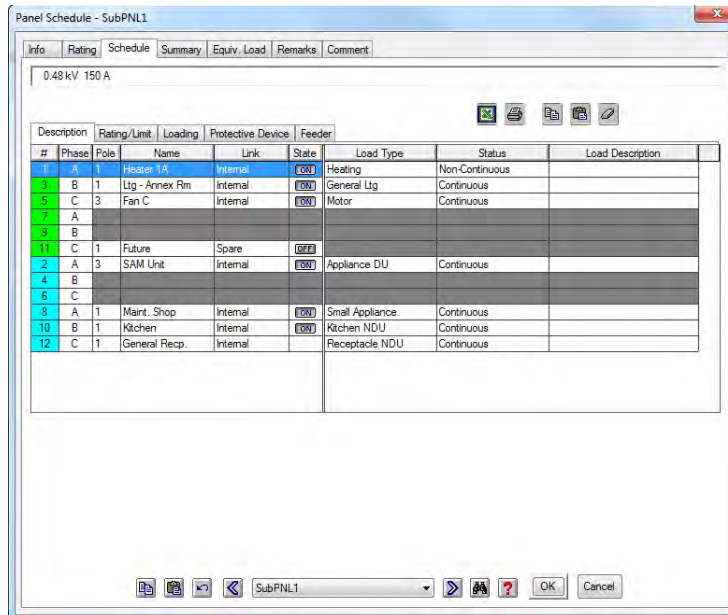 Panel Schedule - SubPNL1
Info Rating Schedule Summary Equiv. Load Remarks Comment
0.48 kV 150 A
Description Rating/Limit Loading Protective Device Feeder
# Phase Pole Name Link State Load Type Status Load Description
1 A 1 Heater 1A Internal ON Heating Non-Continuous
3 B 1 Ltg - Annex Rm Internal ON General Ltg Continuous
5 C 3 Fan C Internal ON Motor Continuous
7 A
9 B
11 C 1 Future Spare OFF
2 A 3 SAM Unit Internal ON Appliance DU Continuous
4 B
6 C
8 A 1 Maint. Shop Internal ON Small Appliance Continuous
10 B 1 Kitchen Internal ON Kitchen NDU Continuous
12 C 1 General Recp. Internal Receptacle NDU Continuous
SubPNL1 ? OK Cancel